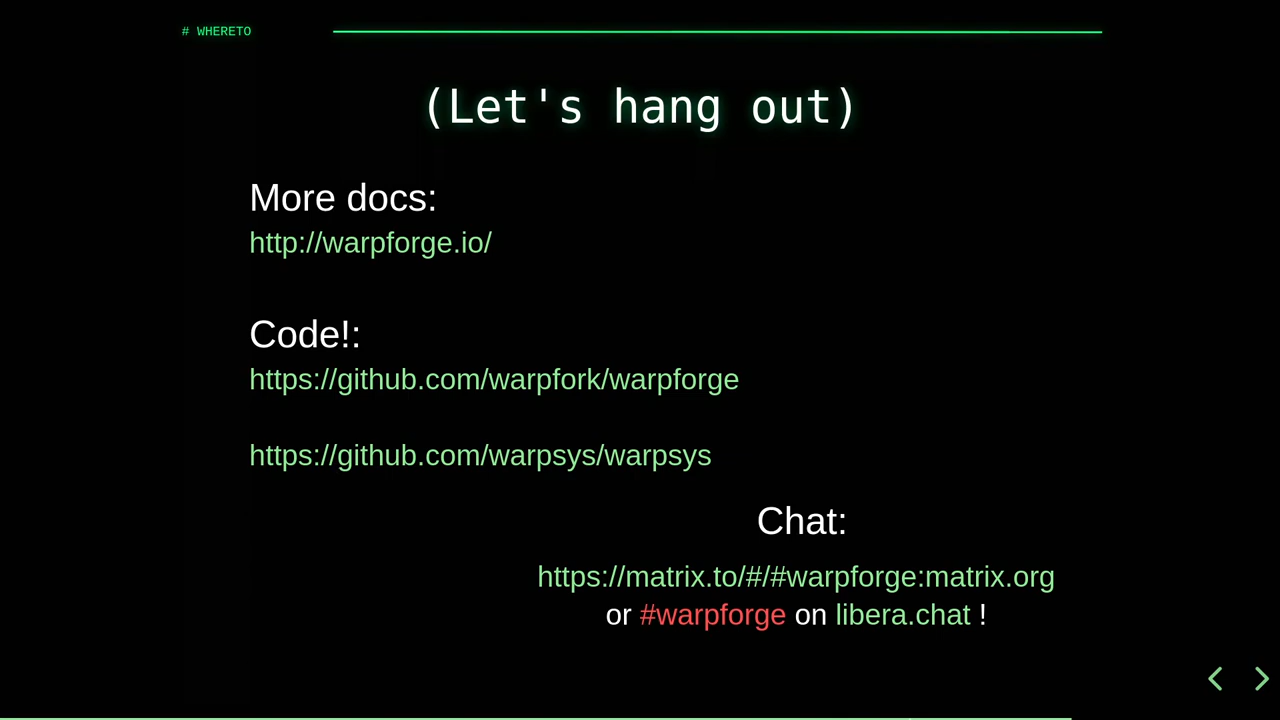 # WHERETO
(Let's hang out)
More docs:
http://warpforge.io/
Code!:
https://github.com/warpfork/warpforge
https://github.com/warpsys/warpsys
Chat:
https://matrix.to/#/#warpforge:matrix.org
or #warpforge on libera.chat !